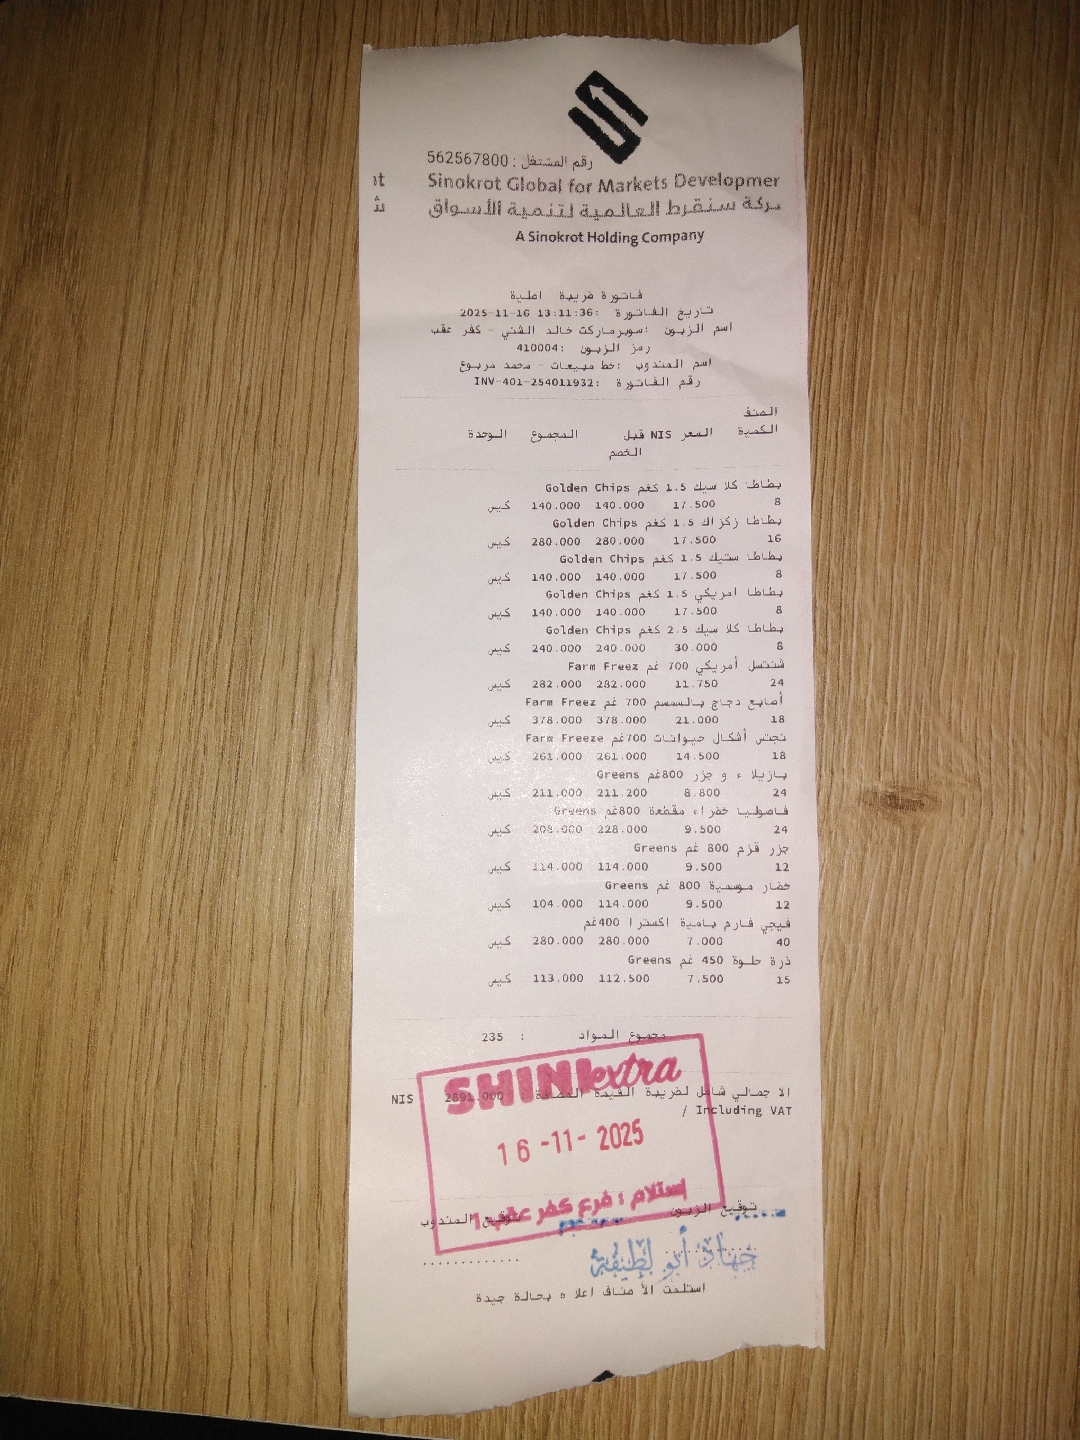 رقم المشتغل : 562567800
Sinokrot Global for Markets Developmer
nt
ـركة سنقرط العالمية لتنمية الأسواق
شـ
A Sinokrot Holding Company
فاتورة ضريبة اصلية
تاريخ الفاتورة :2025-11-16 13:11:36
اسم الزبون :سوبرماركت خالد الشني - كفر عقب
رمز الزبون :410004
اسم المندوب :خط مبيعات - محمد مربوع
رقم الفاتورة :INV-401-254011932
الصنف
الكمية السعر NIS قبل المجموع الوحدة
الخصم
بطاطا كلاسيك 1.5 كغم Golden Chips
8 17.500 140.000 140.000 كيس
بطاطا زكزاك 1.5 كغم Golden Chips
16 17.500 280.000 280.000 كيس
بطاطا ستيك 1.5 كغم Golden Chips
8 17.500 140.000 140.000 كيس
بطاطا امريكي 1.5 كغم Golden Chips
8 17.500 140.000 140.000 كيس
بطاطا كلاسيك 2.5 كغم Golden Chips
8 30.000 240.000 240.000 كيس
شنتسل أمريكي 700 غم Farm Freez
24 11.750 282.000 282.000 كيس
أصابع دجاج بالسمسم 700 غم Farm Freez
18 21.000 378.000 378.000 كيس
نجتس أشكال حيوانات 700غم Farm Freeze
18 14.500 261.000 261.000 كيس
بازيلاء و جزر 800غم Greens
24 8.800 211.200 211.000 كيس
فاصوليا خضراء مقطعة 800غم Greens
24 9.500 228.000 208.000 كيس
جزر قزم 800 غم Greens
12 9.500 114.000 114.000 كيس
خضار موسمية 800 غم Greens
12 9.500 114.000 104.000 كيس
فيجي فارم بامية اكسترا 400غم
40 7.000 280.000 280.000 كيس
ذرة حلوة 450 غم Greens
15 7.500 112.500 113.000 كيس
مجموع المواد : 235
SHINI extra
الاجمالي شامل لضريبة القيمة المضافة : 2891.000 NIS
/ Including VAT
16 -11- 2025
استلام : فرع كفر عقب 1
توقيع الزبون توقيع المندوب
جهاد أبو لطيفة
استلمت الأصناف اعلاه بحالة جيدة